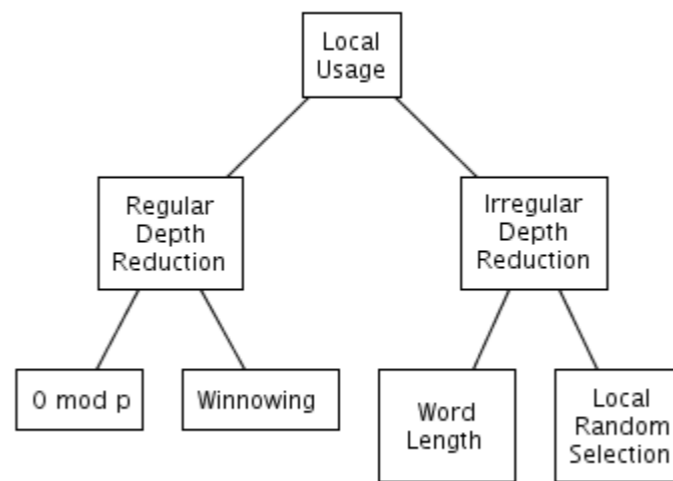 Local
Usage
Regular
Depth
Reduction
Irregular
Depth
Reduction
0 mod p
Winnowing
Word
Length
Local
Random
Selection